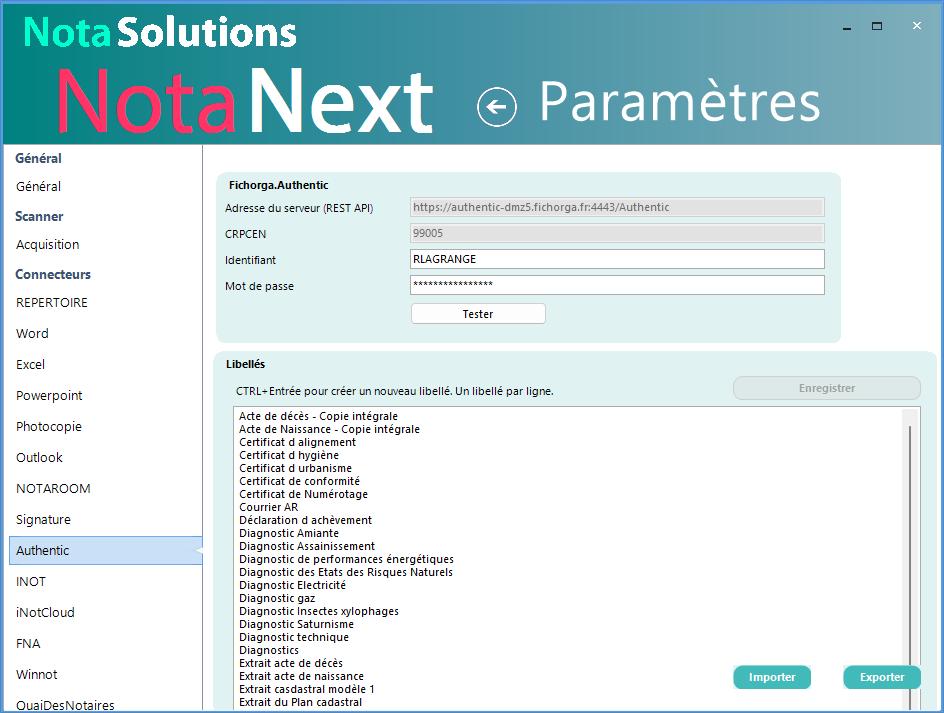 NotaSolutions
NotaNext
Paramètres
Général
Général
Scanner
Acquisition
Connecteurs
REPERTOIRE
Word
Excel
Powerpoint
Photocopie
Outlook
NOTAROOM
Signature
Authentic
INOT
iNotCloud
FNA
Winnot
QuaiDesNotaires
Fichorga.Authentic
Adresse du serveur (REST API) https://authentic-dmz5.fichorga.fr:4443/Authentic
CRPCEN 99005
Identifiant RLAGRANGE
Mot de passe ****************
Tester
Libellés
CTRL+Entrée pour créer un nouveau libellé. Un libellé par ligne. Enregistrer
Acte de décès - Copie intégrale
Acte de Naissance - Copie intégrale
Certificat d alignement
Certificat d hygiène
Certificat d urbanisme
Certificat de conformité
Certificat de Numérotage
Courrier AR
Déclaration d achèvement
Diagnostic Amiante
Diagnostic Assainissement
Diagnostic de performances énergétiques
Diagnostic des Etats des Risques Naturels
Diagnostic Electricité
Diagnostic gaz
Diagnostic Insectes xylophages
Diagnostic Saturnisme
Diagnostic technique
Diagnostics
Extrait acte de décès
Extrait acte de naissance
Extrait casdastral modèle 1
Extrait du Plan cadastral
Importer
Exporter